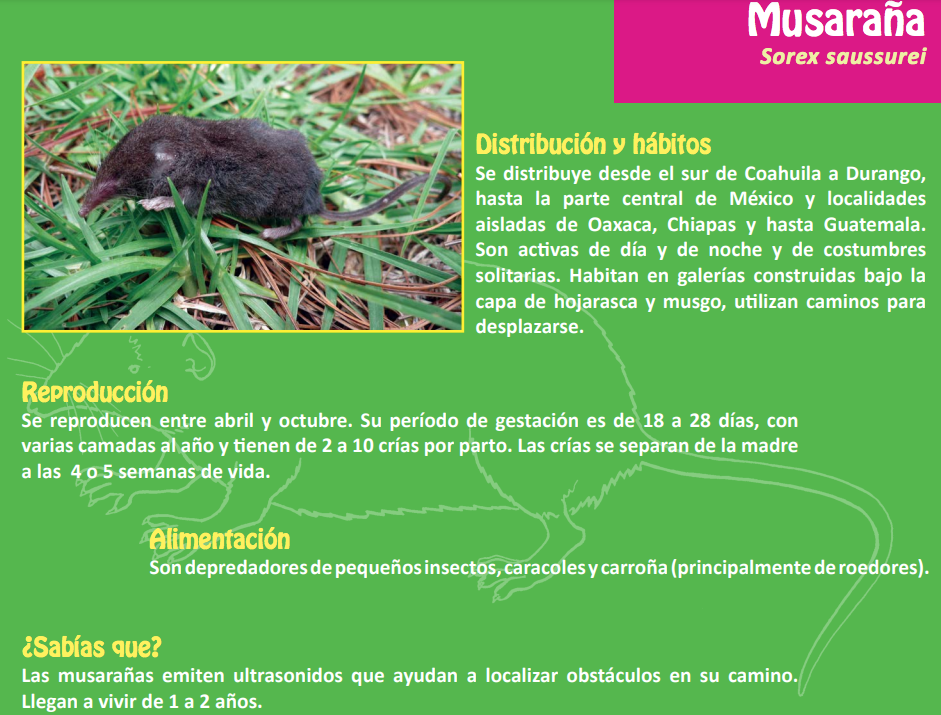 Musaraña
Sorex saussurei
Distribución y hábitos
Se distribuye desde el sur de Coahuila a Durango,
hasta la parte central de México y localidades
aisladas de Oaxaca, Chiapas y hasta Guatemala.
Son activas de día y de noche y de costumbres
solitarias. Habitan en galerías construidas bajo la
capa de hojarasca y musgo, utilizan caminos para
desplazarse.
Reproducción
Se reproducen entre abril y octubre. Su período de gestación es de 18 a 28 días, con
varias camadas al año y tienen de 2 a 10 crías por parto. Las crías se separan de la madre
a las 4 o 5 semanas de vida.
Alimentación
Son depredadores de pequeños insectos, caracoles y carroña (principalmente de roedores).
¿Sabías que?
Las musarañas emiten ultrasonidos que ayudan a localizar obstáculos en su camino.
Llegan a vivir de 1 a 2 años.